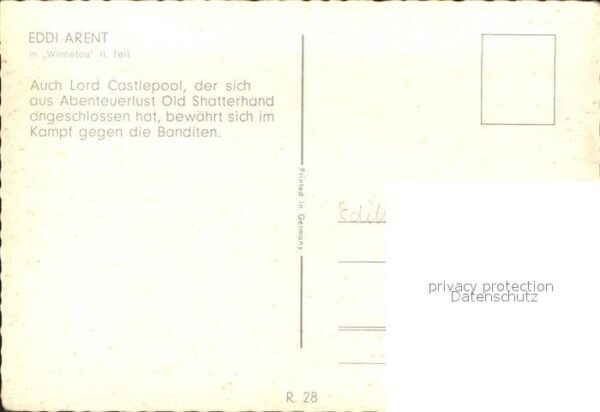 EDDI ARENT
in „Winnetou“ II. Teil
Auch Lord Castlepool, der sich
aus Abenteuerlust Old Shatterhand
angeschlossen hat, bewährt sich im
Kampf gegen die Banditen.
Printed in Germany
privacy protection
Datenschutz
R. 28